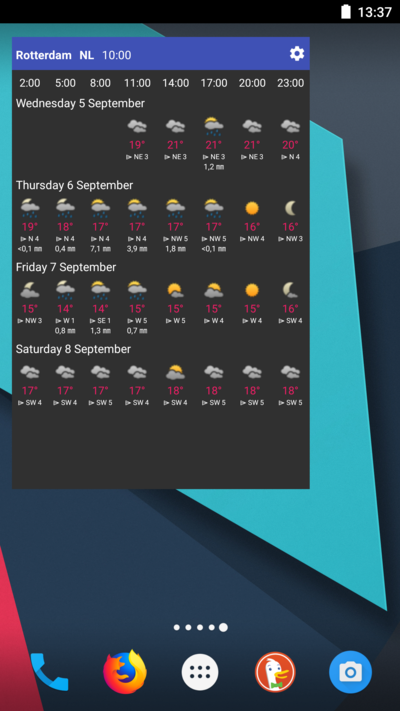 13:37
Rotterdam NL 10:00
2:00 5:00 8:00 11:00 14:00 17:00 20:00 23:00
Wednesday 5 September
19° 21° 21° 21° 20°
NE 3 NE 3 NE 3 NE 3 N 4
1,2 mm
Thursday 6 September
19° 18° 17° 17° 17° 17° 16° 16°
N 4 N 4 N 4 N 4 NW 5 NW 5 NW 4 NW 3
<0,1 mm 0,4 mm 7,1 mm 3,9 mm 1,8 mm <0,1 mm
Friday 7 September
15° 14° 14° 15° 15° 15° 15° 16°
NW 3 W 1 SE 1 W 5 W 5 W 4 W 4 SW 4
0,8 mm 1,3 mm 0,7 mm
Saturday 8 September
17° 17° 17° 17° 18° 18° 18° 18°
SW 4 SW 4 SW 5 SW 4 SW 4 SW 5 SW 5 SW 5